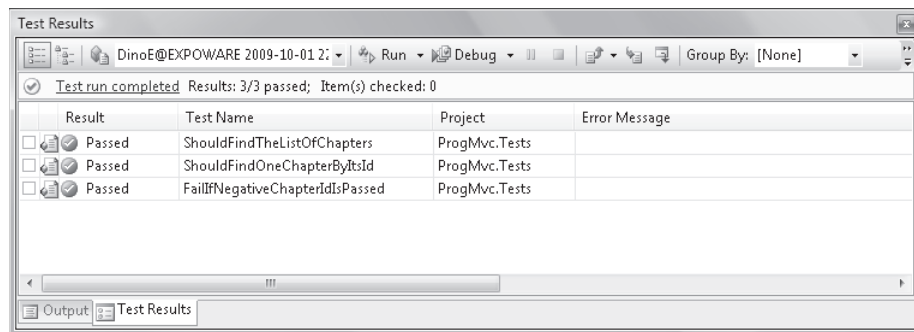 Test Results
DinoE@EXPOWARE 2009-10-01 Run Debug Group By: [None]
Test run completed Results: 3/3 passed; Item(s) checked: 0
Result Test Name Project Error Message
Passed ShouldFindTheListOfChapters ProgMvc.Tests
Passed ShouldFindOneChapterByItsId ProgMvc.Tests
Passed FailIfNegativeChapterIdIsPassed ProgMvc.Tests
Output Test Results